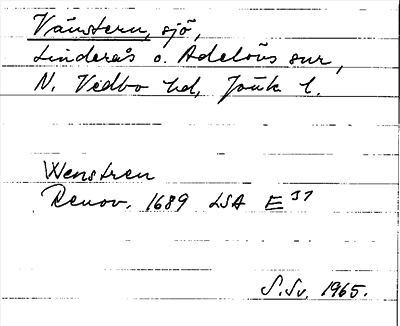 Vänstern, sjö,
Linderås o. Adelövs snr,
N. Vedbo hd, Jönk l.
Wenstren
Renov. 1689 LSA E 37
S.Sv. 1965.